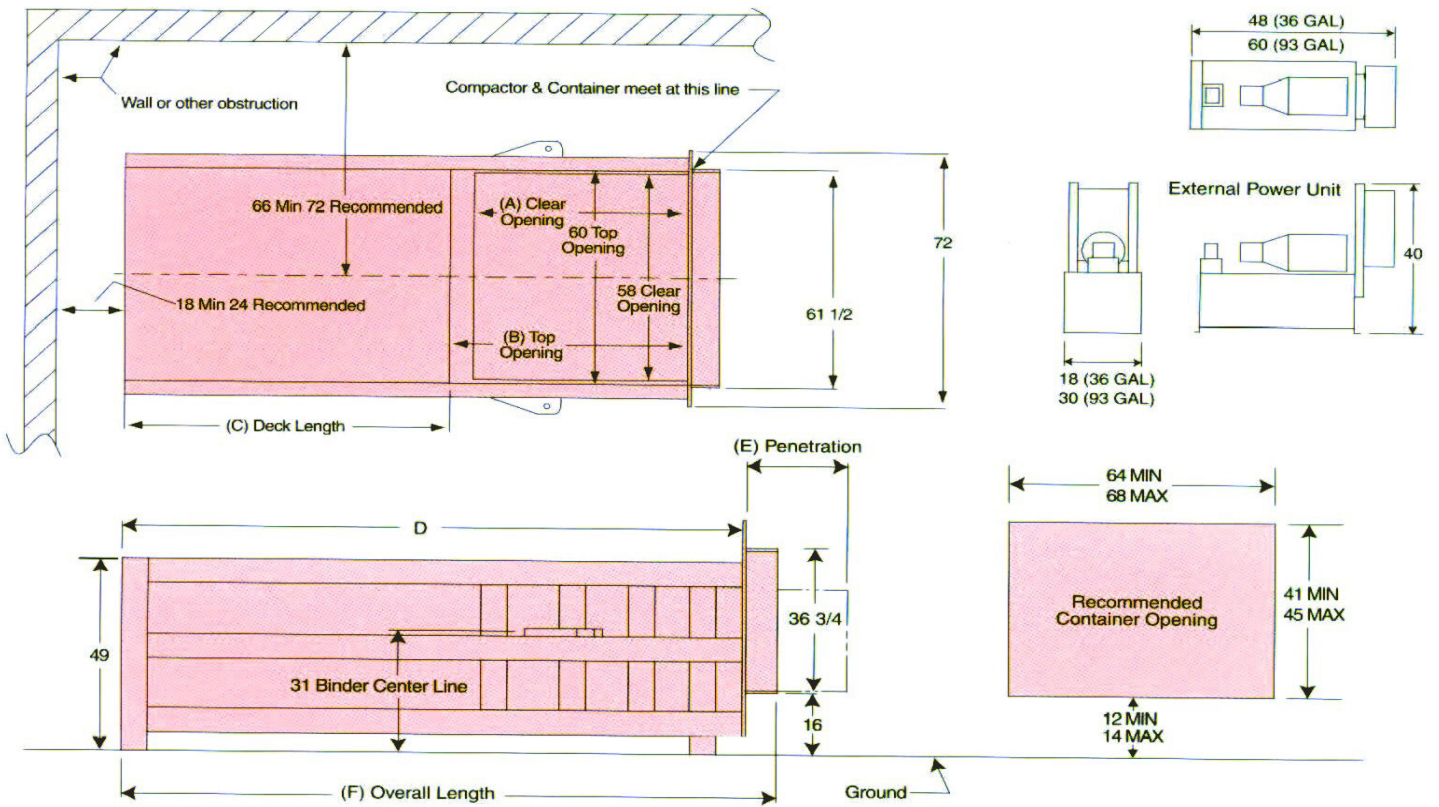 48 (36 GAL)
60 (93 GAL)
Wall or other obstruction
Compactor & Container meet at this line
External Power Unit
66 Min 72 Recommended
(A) Clear
Opening
60 Top
Opening
72
40
18 Min 24 Recommended
58 Clear
Opening
61 1/2
(B) Top
Opening
18 (36 GAL)
30 (93 GAL)
(C) Deck Length
(E) Penetration
64 MIN
68 MAX
D
36 3/4
Recommended
Container Opening
41 MIN
45 MAX
49
31 Binder Center Line
16
12 MIN
14 MAX
(F) Overall Length
Ground